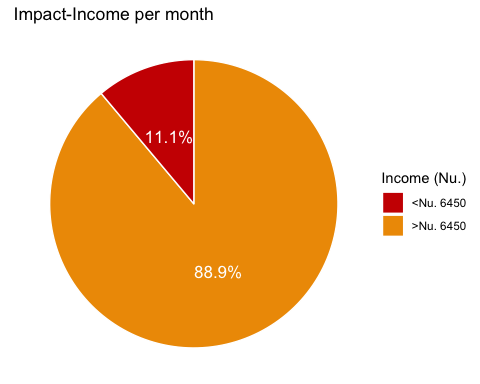 Impact-Income per month
11.1%
88.9%
Income (Nu.)
<Nu. 6450
>Nu. 6450